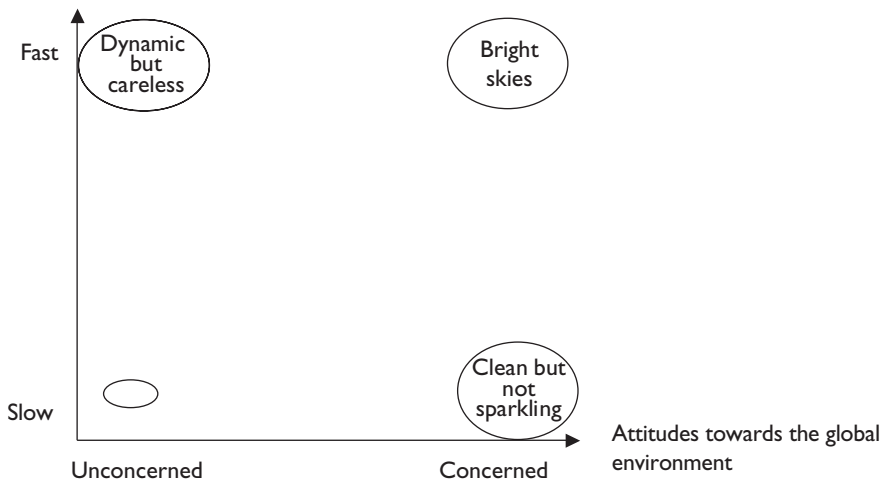 Fast
Dynamic
but
careless
Bright
skies
Clean but
not
sparkling
Slow
Attitudes towards the global
environment
Unconcerned
Concerned